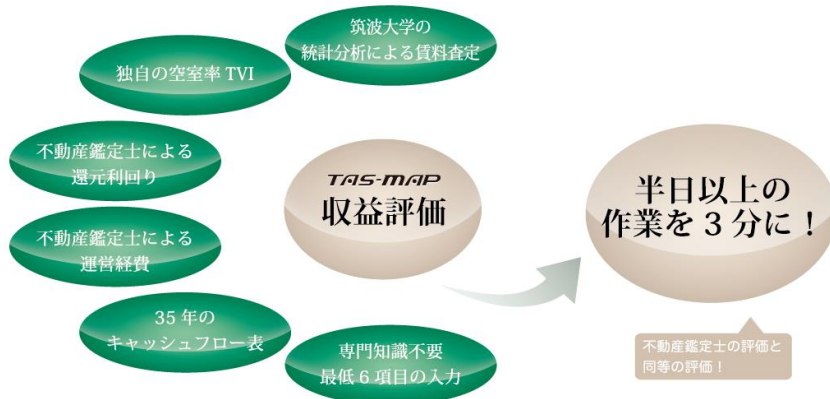 筑波大学の
統計分析による賃料査定
独自の空室率 TVI
不動産鑑定士による
還元利回り
不動産鑑定士による
運営経費
35 年の
キャッシュフロー表
専門知識不要
最低 6 項目の入力
TAS-MAP
収益評価
半日以上の
作業を 3 分に！
不動産鑑定士の評価と
同等の評価！